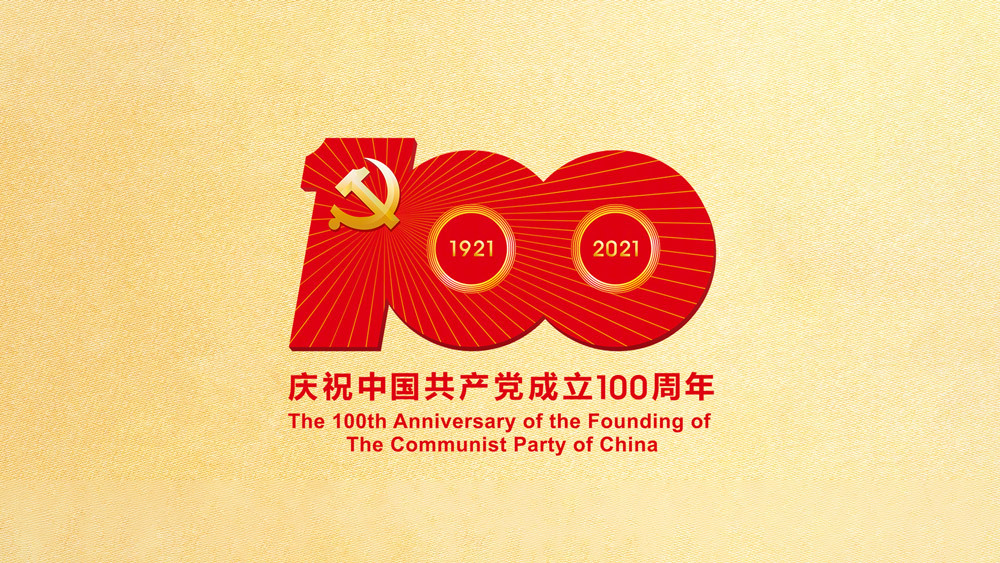 100
1921
2021
庆祝中国共产党成立100周年
The 100th Anniversary of the Founding of
The Communist Party of China